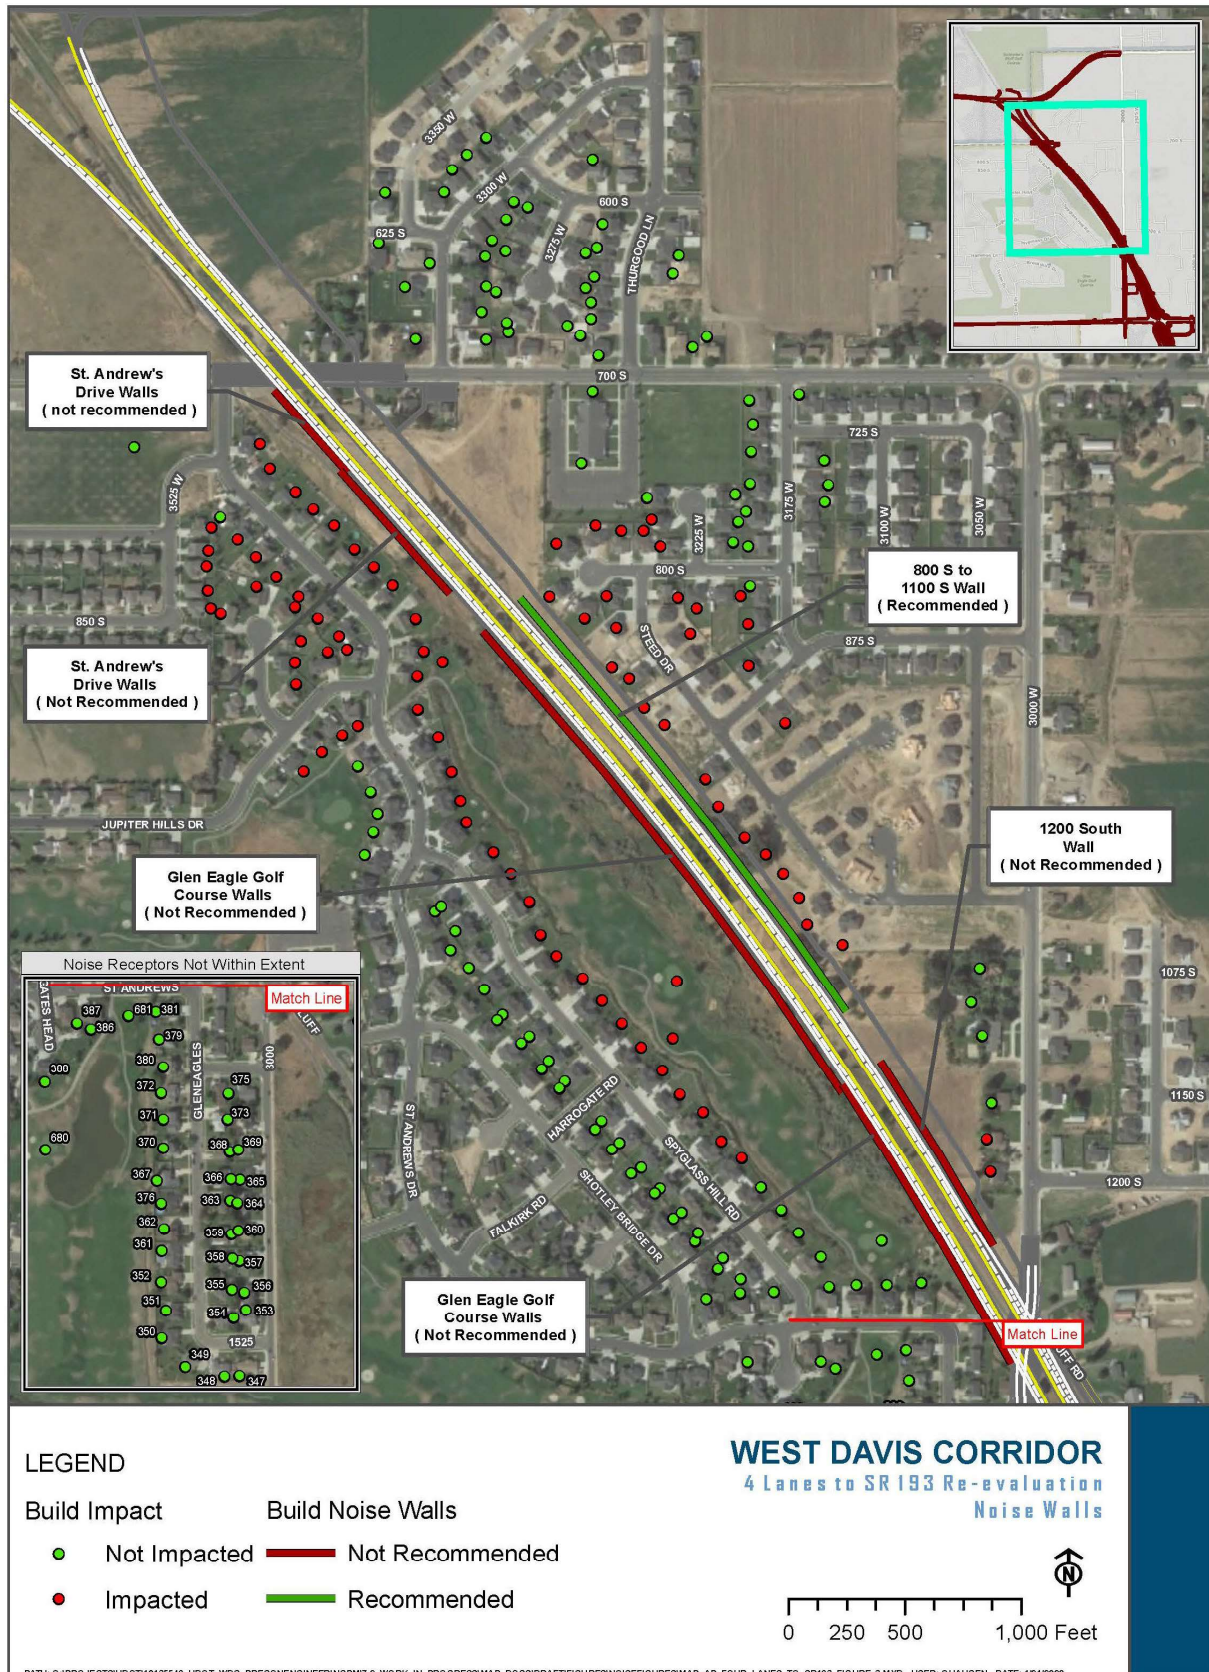 3350 W
3300 W
600 S
625 S
3275 W
THURGOOD LN
700 S
St. Andrew's
Drive Walls
( not recommended )
725 S
3525 W
3175 W
3225 W
3100 W
3050 W
800 S
800 S to
1100 S Wall
( Recommended )
850 S
STEED DR
875 S
St. Andrew's
Drive Walls
( Not Recommended )
3000 W
JUPITER HILLS DR
1200 South
Wall
( Not Recommended )
Glen Eagle Golf
Course Walls
( Not Recommended )
1075 S
1150 S
1200 S
HARROGATE RD
ST ANDREWS DR
SPYGLASS HILL RD
SHOTLEY BRIDGE DR
FALKIRK RD
Glen Eagle Golf
Course Walls
( Not Recommended )
Match Line
UFF RD
Noise Receptors Not Within Extent
ST ANDREWS
Match Line
GATES HEAD
LUFF
387
386
681
381
379
3000
GLENEAGLES
380
372
375
371
373
680
370
368
369
367
366
365
376
363
364
362
359
360
361
358
357
352
355
356
351
354
353
350
1525
349
348
347
LEGEND
Build Impact
Build Noise Walls
Not Impacted
Not Recommended
Impacted
Recommended
WEST DAVIS CORRIDOR
4 Lanes to SR 193 Re-evaluation
Noise Walls
N
0 250 500 1,000 Feet